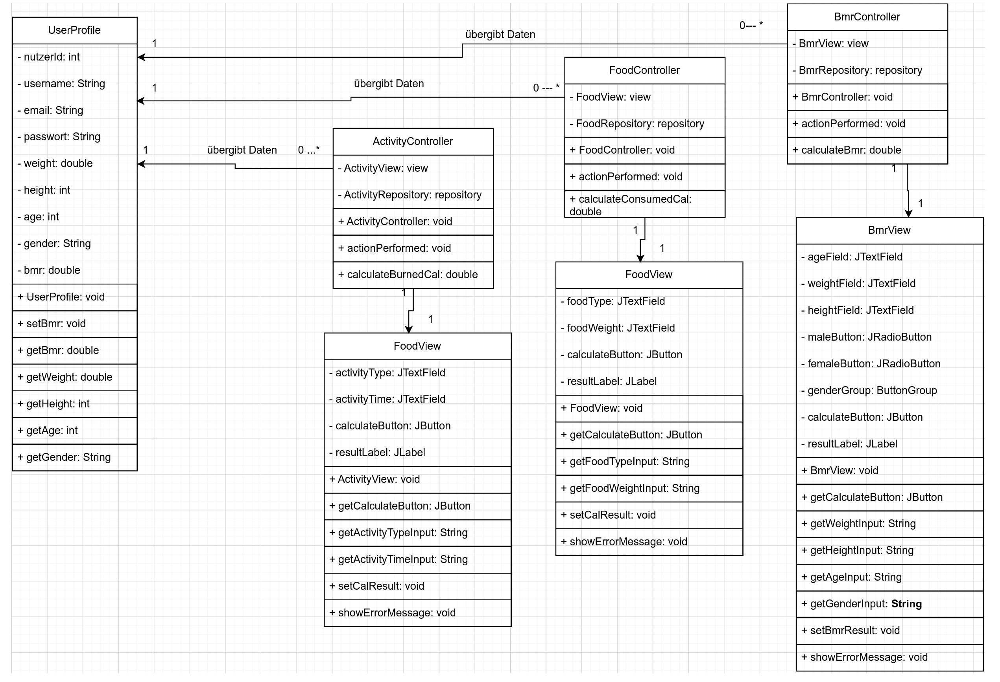 UserProfile
- nutzerId: int
- username: String
- email: String
- passwort: String
- weight: double
- height: int
- age: int
- gender: String
- bmr: double
+ UserProfile: void
+ setBmr: void
+ getBmr: double
+ getWeight: double
+ getHeight: int
+ getAge: int
+ getGender: String
1
übergibt Daten
0--- *
1
übergibt Daten
0 --- *
1
übergibt Daten
0 ...*
ActivityController
- ActivityView: view
- ActivityRepository: repository
+ ActivityController: void
+ actionPerformed: void
+ calculateBurnedCal: double
1
1
FoodView
- activityType: JTextField
- activityTime: JTextField
- calculateButton: JButton
- resultLabel: JLabel
+ ActivityView: void
+ getCalculateButton: JButton
+ getActivityTypeInput: String
+ getActivityTimeInput: String
+ setCalResult: void
+ showErrorMessage: void
FoodController
- FoodView: view
- FoodRepository: repository
+ FoodController: void
+ actionPerformed: void
+ calculateConsumedCal:
double
1
1
FoodView
- foodType: JTextField
- foodWeight: JTextField
- calculateButton: JButton
- resultLabel: JLabel
+ FoodView: void
+ getCalculateButton: JButton
+ getFoodTypeInput: String
+ getFoodWeightInput: String
+ setCalResult: void
+ showErrorMessage: void
BmrController
- BmrView: view
- BmrRepository: repository
+ BmrController: void
+ actionPerformed: void
+ calculateBmr: double
1
1
BmrView
- ageField: JTextField
- weightField: JTextField
- heightField: JTextField
- maleButton: JRadioButton
- femaleButton: JRadioButton
- genderGroup: ButtonGroup
- calculateButton: JButton
- resultLabel: JLabel
+ BmrView: void
+ getCalculateButton: JButton
+ getWeightInput: String
+ getHeightInput: String
+ getAgeInput: String
+ getGenderInput: String
+ setBmrResult: void
+ showErrorMessage: void